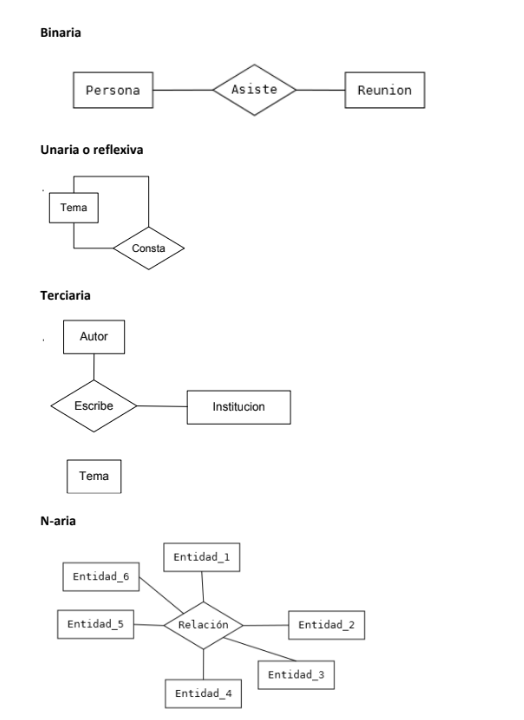 Binaria
Persona
Asiste
Reunion
Unaria o reflexiva
Tema
Consta
Terciaria
Autor
Escribe
Institucion
Tema
N-aria
Entidad_1
Entidad_6
Entidad_5
Relación
Entidad_2
Entidad_3
Entidad_4